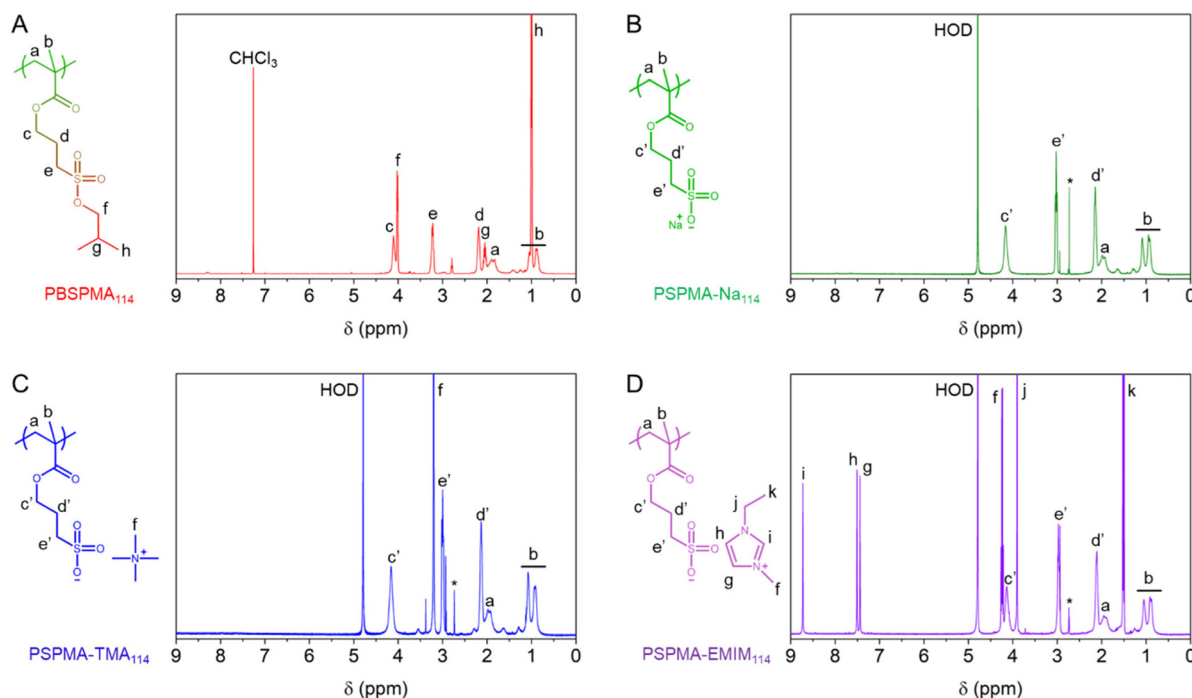 A
a
b
O
O
c
d
e
O
S
O
O
f
g
h
PBSPMA114
CHCl3
h
f
c
e
d
g
a
b
9 8 7 6 5 4 3 2 1 0
δ (ppm)
B
a
b
O
O
c'
d'
e'
O
S
O
O
Na
+
−
PSPMA-Na114
HOD
e'
*
d'
c'
a
b
9 8 7 6 5 4 3 2 1 0
δ (ppm)
C
a
b
O
O
c'
d'
e'
O
S
O
O
−
f
N
+
PSPMA-TMA114
HOD
f
e'
d'
c'
*
a
b
9 8 7 6 5 4 3 2 1 0
δ (ppm)
D
a
b
O
O
c'
d'
e'
O
S
O
O
−
j
k
N
h
i
g
N
+
f
PSPMA-EMIM114
HOD
f
j
k
i
h
g
e'
d'
c'
*
a
b
9 8 7 6 5 4 3 2 1 0
δ (ppm)